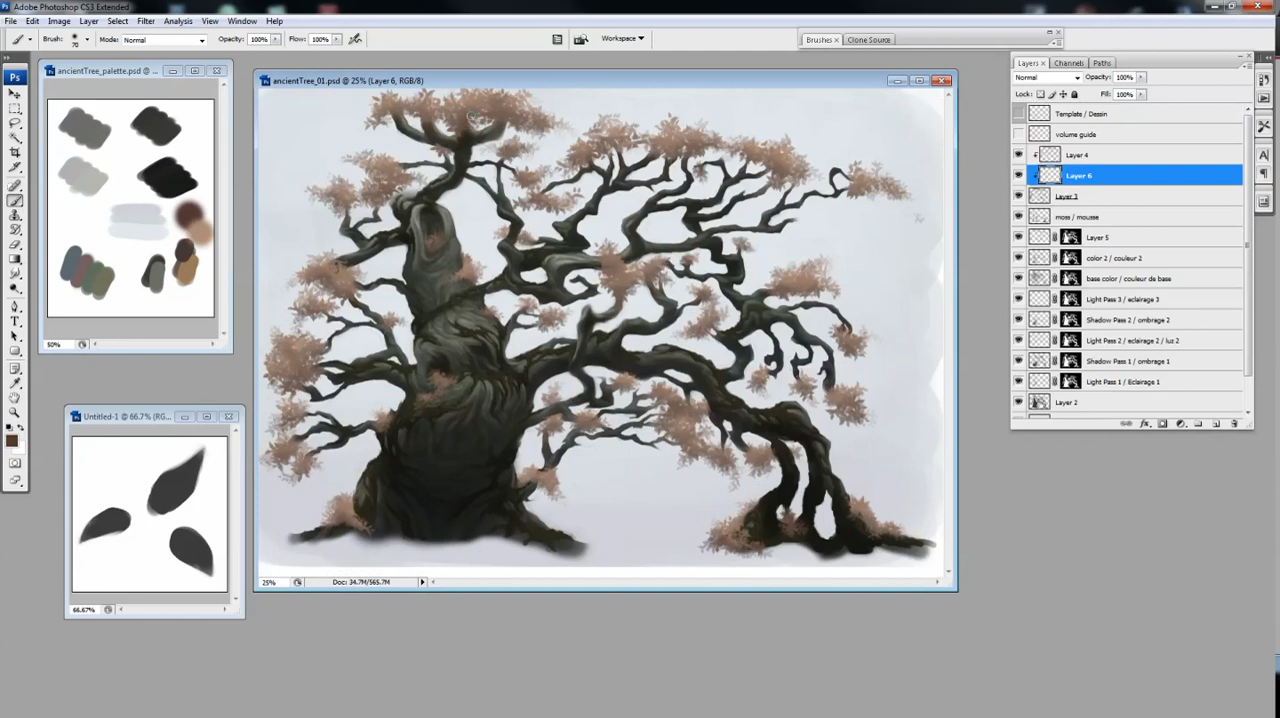 Ps Adobe Photoshop CS3 Extended
File Edit Image Layer Select Filter Analysis View Window Help
Brush: 70 Mode: Normal Opacity: 100% Flow: 100% Workspace Brushes × Clone Source
Ps
ancientTree_palette.psd @ ...
50%
Untitled-1 @ 66.7% (RG...
66.67%
ancientTree_01.psd @ 25% (Layer 6, RGB/8)
25% Doc: 34.7M/565.7M
Layers × Channels Paths
Normal Opacity: 100%
Lock: Fill: 100%
Template / Dessin
volume guide
Layer 4
Layer 6
Layer 3
moss / mousse
Layer 5
color 2 / couleur 2
base color / couleur de base
Light Pass 3 / eclairage 3
Shadow Pass 2 / ombrage 2
Light Pass 2 / eclairage 2 / luz 2
Shadow Pass 1 / ombrage 1
Light Pass 1 / Eclairage 1
Layer 2